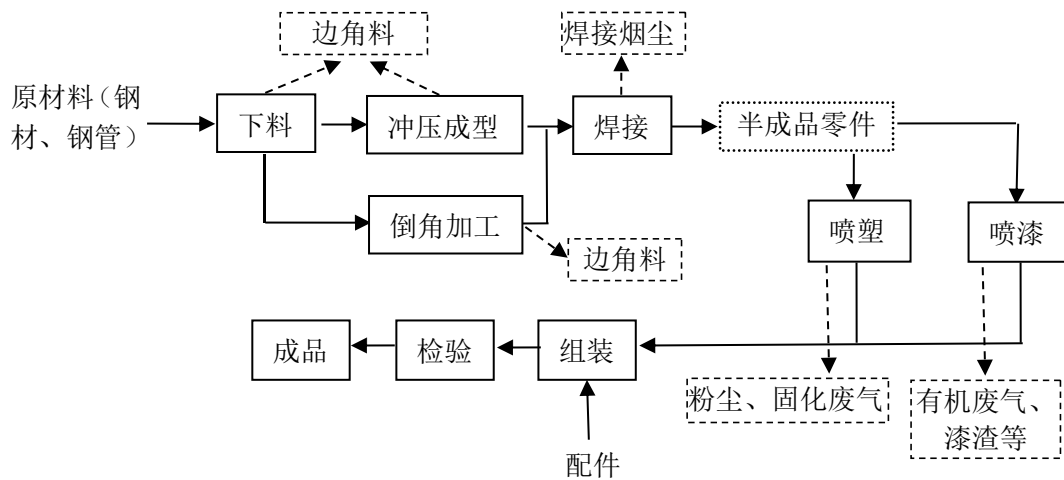 边角料
焊接烟尘
原材料（钢
材、钢管）
下料
冲压成型
焊接
半成品零件
倒角加工
喷塑
喷漆
边角料
成品
检验
组装
粉尘、固化废气
有机废气、
漆渣等
配件